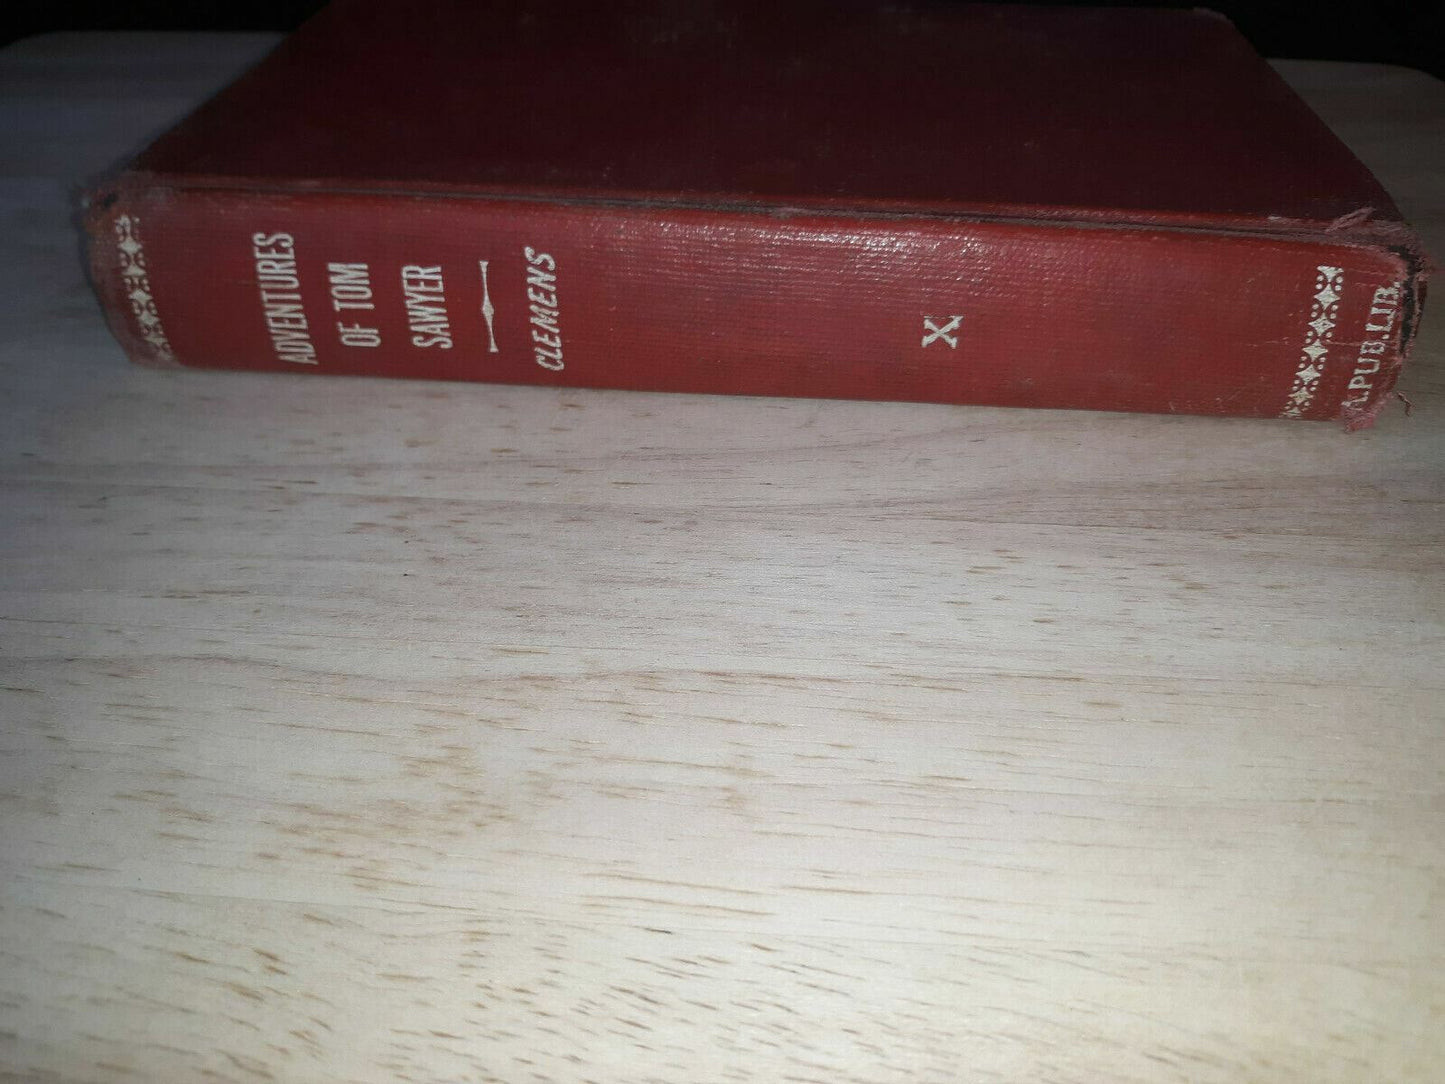 ADVENTURES
OF TOM
SAWYER
CLEMENS
X
A.PUB.LIB.